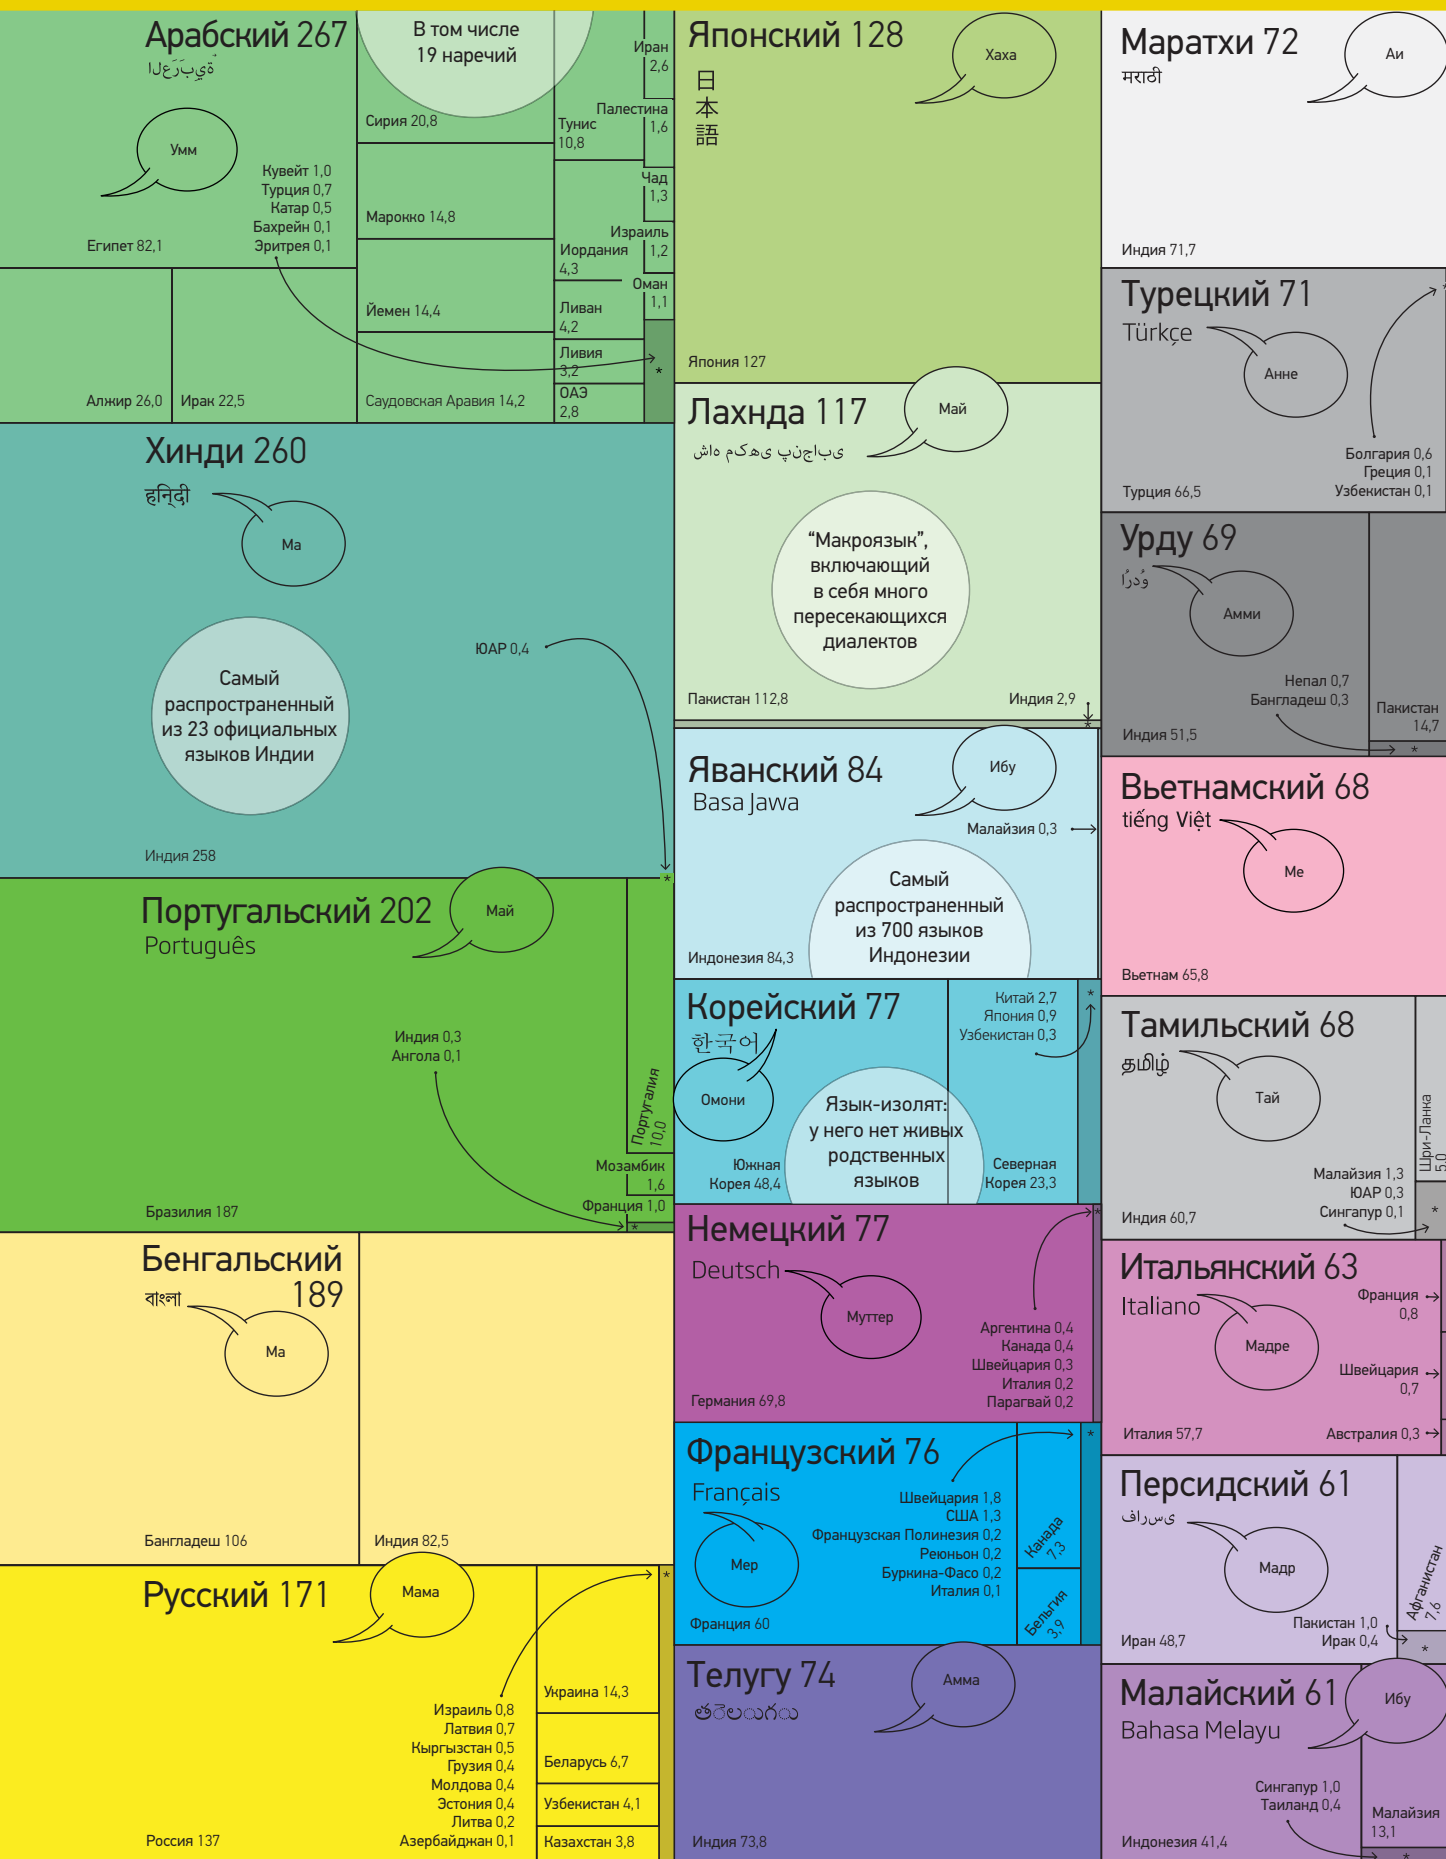 Арабский 267
ةيبَرَعلا
В том числе
19 наречий
Умм
Кувейт 1,0
Турция 0,7
Катар 0,5
Бахрейн 0,1
Эритрея 0,1
Египет 82,1
Алжир 26,0
Ирак 22,5
Сирия 20,8
Марокко 14,8
Йемен 14,4
Саудовская Аравия 14,2
Тунис
10,8
Иордания
4,3
Ливан
4,2
Ливия
3,2
ОАЭ
2,8
Иран
2,6
Палестина
1,6
Чад
1,3
Израиль
1,2
Оман
1,1
*
Хинди 260
हनि्दी
Ма
Самый
распространенный
из 23 официальных
языков Индии
ЮАР 0,4
Индия 258
*
Португальский 202
Português
Май
Индия 0,3
Ангола 0,1
Португалия
10,0
Мозамбик
1,6
Франция 1,0
*
Бразилия 187
Бенгальский
189
বাংলা
Ма
Бангладеш 106
Индия 82,5
Русский 171
Мама
*
Украина 14,3
Израиль 0,8
Латвия 0,7
Кыргызстан 0,5
Грузия 0,4
Молдова 0,4
Эстония 0,4
Литва 0,2
Азербайджан 0,1
Беларусь 6,7
Узбекистан 4,1
Казахстан 3,8
Россия 137
Японский 128
日
本
語
Хаха
Япония 127
Лахнда 117
یباجنپ یھکم ہاش
Май
“Макроязык”,
включающий
в себя много
пересекающихся
диалектов
Пакистан 112,8
Индия 2,9
*
Яванский 84
Basa Jawa
Ибу
Малайзия 0,3
Самый
распространенный
из 700 языков
Индонезии
Индонезия 84,3
Корейский 77
한국어
Омони
Китай 2,7
Япония 0,9
Узбекистан 0,3
*
Язык-изолят:
у него нет живых
родственных
языков
Южная
Корея 48,4
Северная
Корея 23,3
Немецкий 77
Deutsch
*
Муттер
Аргентина 0,4
Канада 0,4
Швейцария 0,3
Италия 0,2
Парагвай 0,2
Германия 69,8
Французский 76
Français
*
Мер
Швейцария 1,8
США 1,3
Французская Полинезия 0,2
Реюньон 0,2
Буркина-Фасо 0,2
Италия 0,1
Канада
7,3
Бельгия
3,9
Франция 60
Телугу 74
తెలుగు
Амма
Индия 73,8
Маратхи 72
मराठी
Аи
Индия 71,7
Турецкий 71
Türkçe
*
Анне
Болгария 0,6
Греция 0,1
Узбекистан 0,1
Турция 66,5
Урду 69
وُدرُا
Амми
Непал 0,7
Бангладеш 0,3
Пакистан
14,7
Индия 51,5
*
Вьетнамский 68
tiếng Việt
Ме
Вьетнам 65,8
Тамильский 68
தமிழ்
Тай
Шри-Ланка
5,0
Малайзия 1,3
ЮАР 0,3
Сингапур 0,1
*
Индия 60,7
Итальянский 63
Italiano
Мадре
Франция
0,8
Швейцария
0,7
Австралия 0,3
Италия 57,7
Персидский 61
یسراف
Мадр
Афганистан
7,6
Пакистан 1,0
Ирак 0,4
*
Иран 48,7
Малайский 61
Bahasa Melayu
Ибу
Сингапур 1,0
Таиланд 0,4
Малайзия
13,1
Индонезия 41,4
*